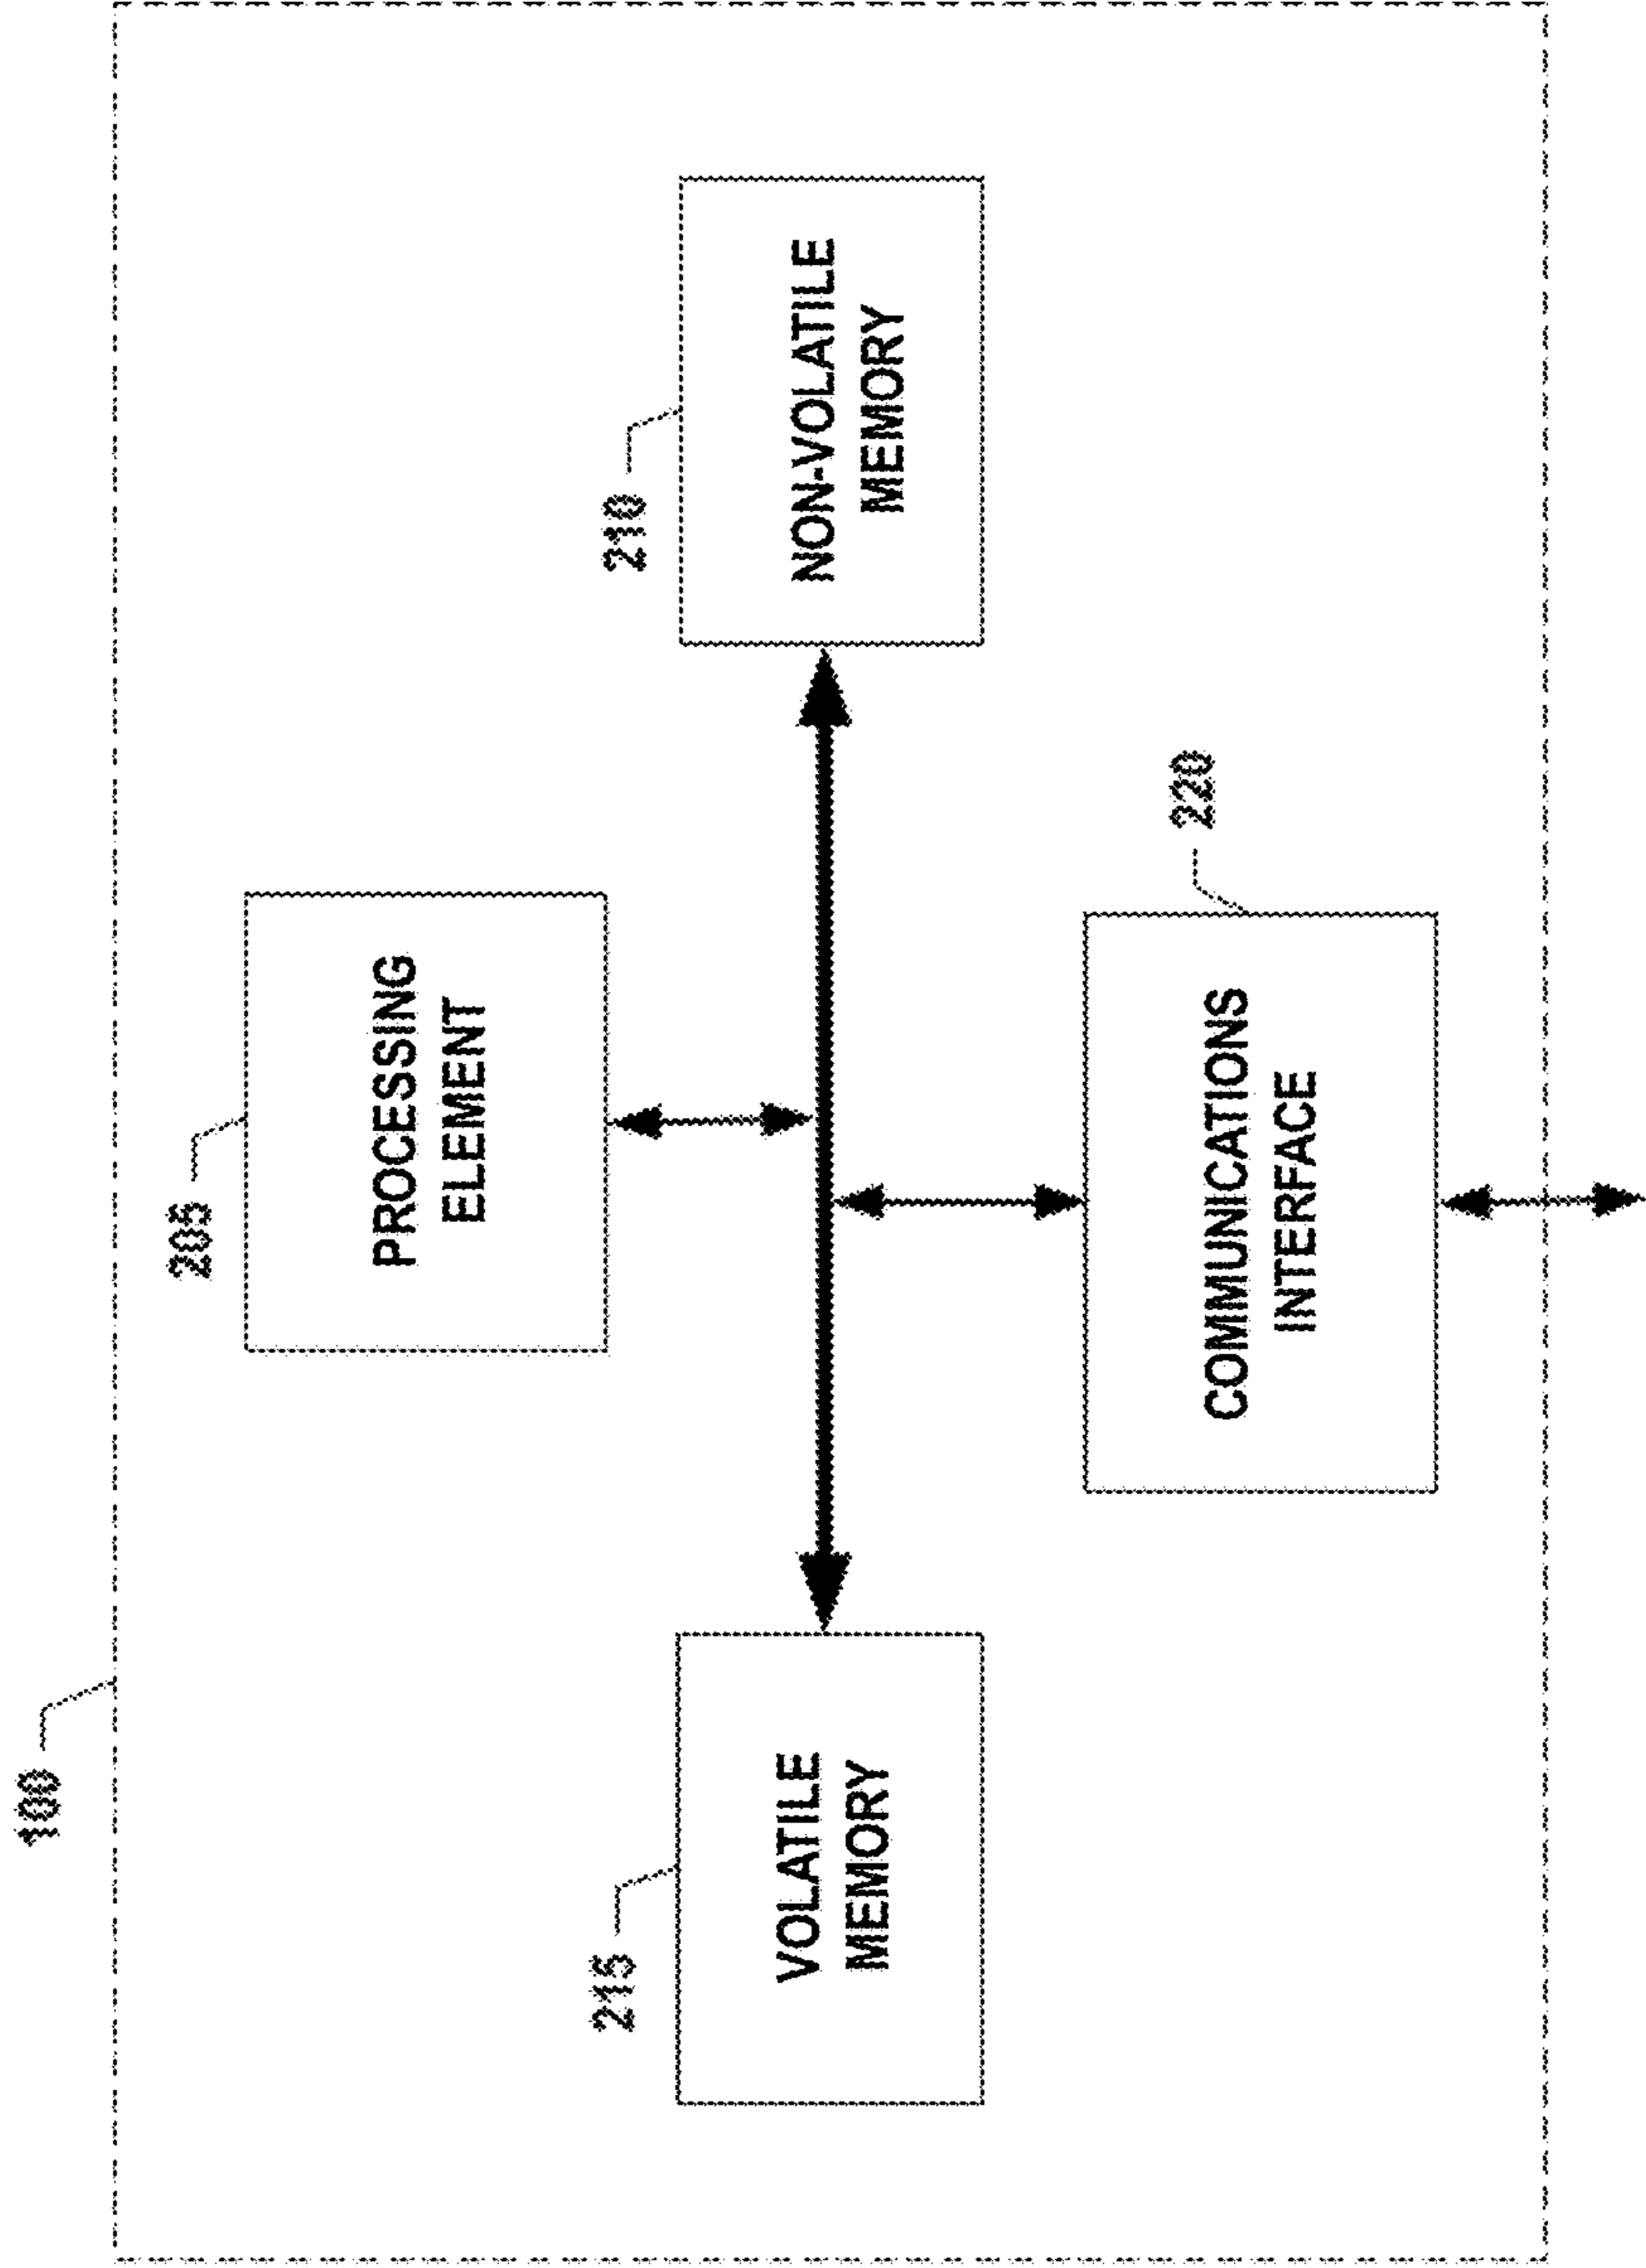 100
205
PROCESSING
ELEMENT
215
VOLATILE
MEMORY
210
NON-VOLATILE
MEMORY
220
COMMUNICATIONS
INTERFACE